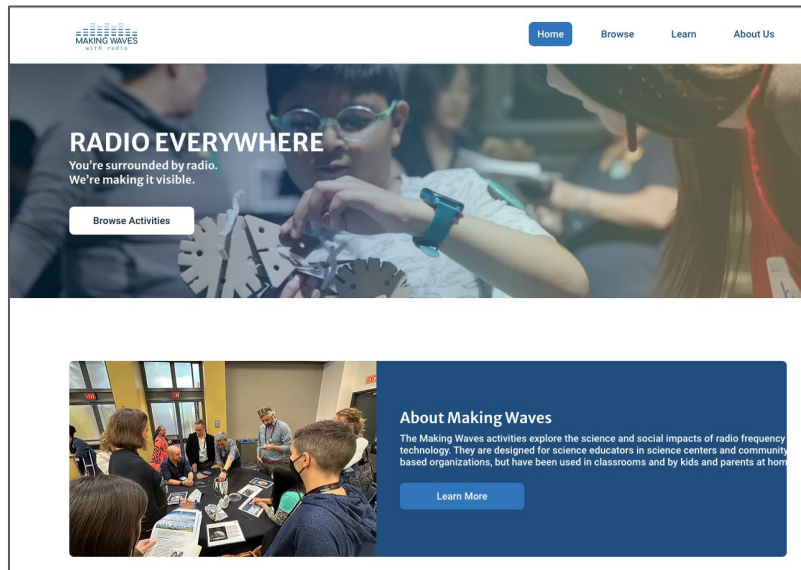 MAKING WAVES
with radio
Home
Browse
Learn
About Us
RADIO EVERYWHERE
You're surrounded by radio.
We're making it visible.
Browse Activities
About Making Waves
The Making Waves activities explore the science and social impacts of radio frequency
technology. They are designed for science educators in science centers and community
based organizations, but have been used in classrooms and by kids and parents at hom
Learn More